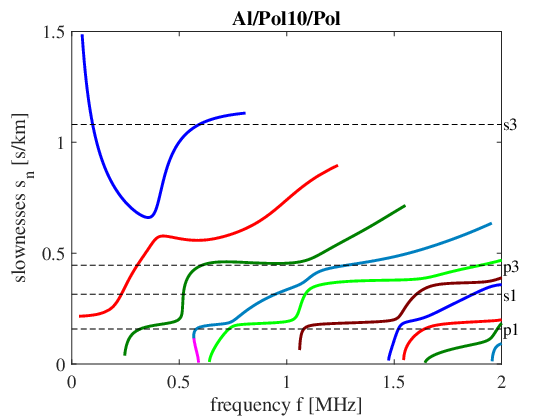 Al/Pol10/Pol
1.5
s3
1
slownesses s_n [s/km]
0.5
p3
s1
p1
0
0 0.5 1 1.5 2
frequency f [MHz]